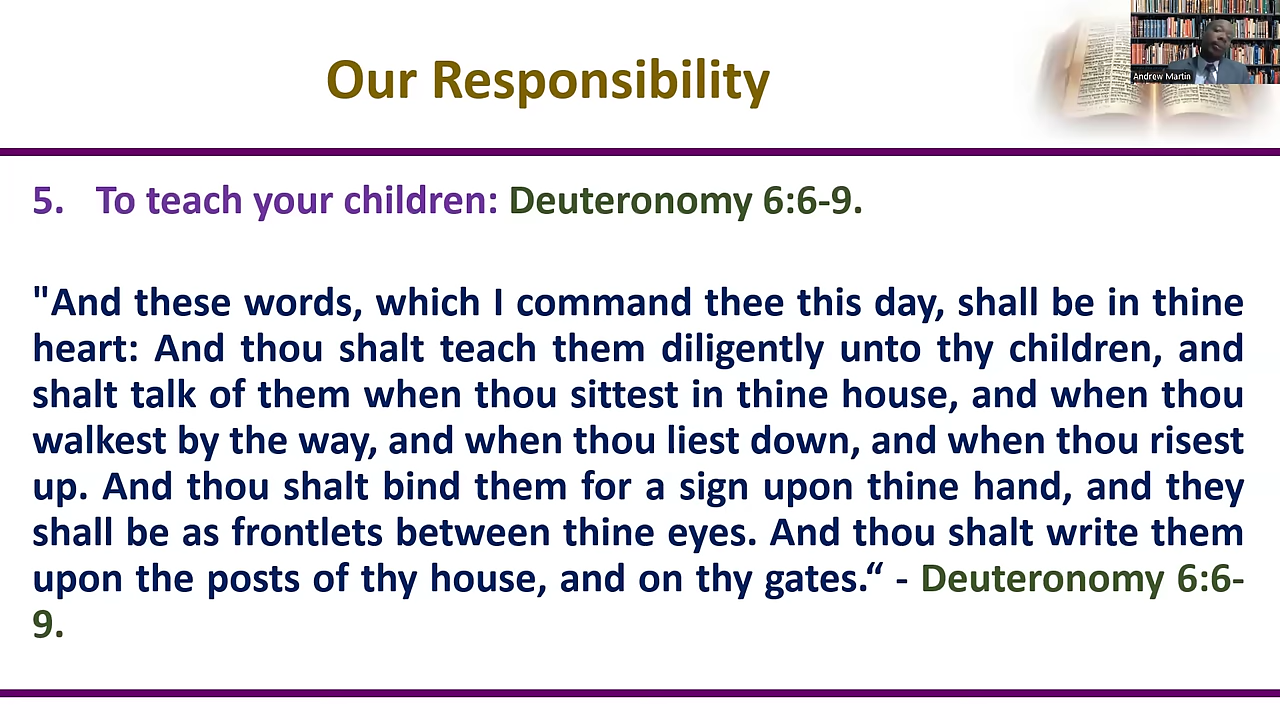 Our Responsibility
Andrew Martin
5. To teach your children: Deuteronomy 6:6-9.
"And these words, which I command thee this day, shall be in thine
heart: And thou shalt teach them diligently unto thy children, and
shalt talk of them when thou sittest in thine house, and when thou
walkest by the way, and when thou liest down, and when thou risest
up. And thou shalt bind them for a sign upon thine hand, and they
shall be as frontlets between thine eyes. And thou shalt write them
upon the posts of thy house, and on thy gates.“ - Deuteronomy 6:6-
9.